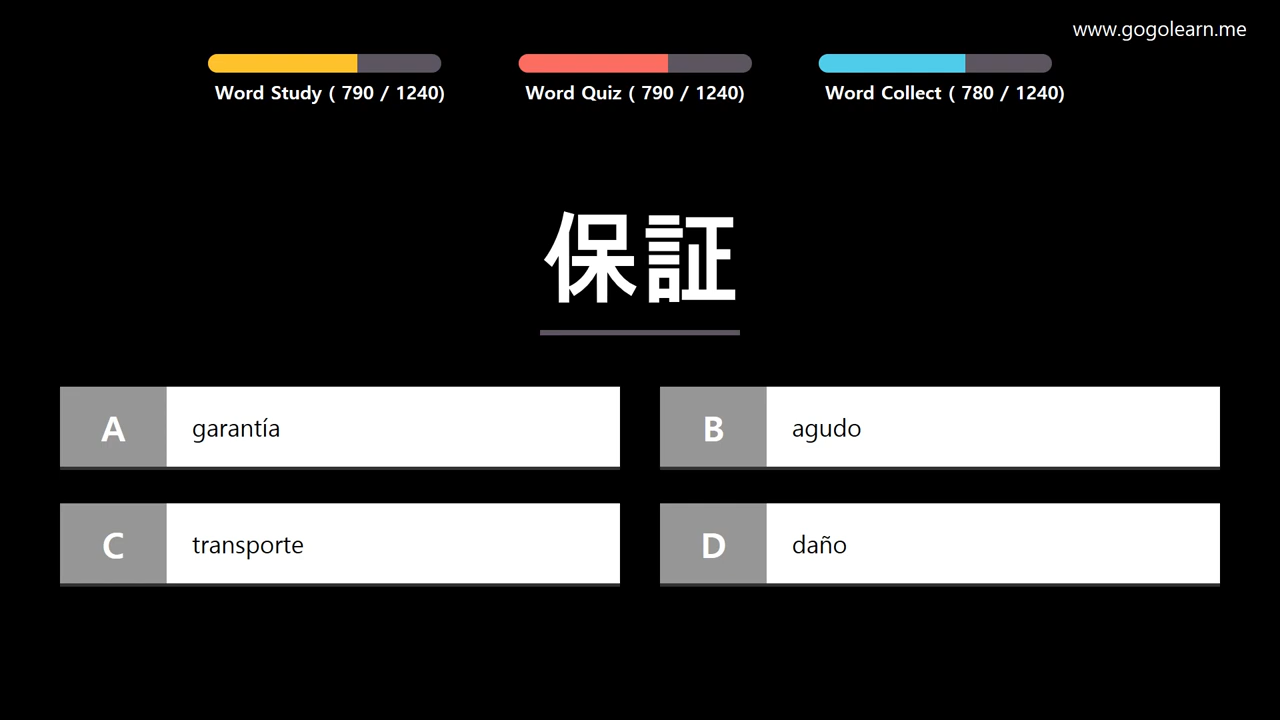 www.gogolearn.me
Word Study ( 790 / 1240)
Word Quiz ( 790 / 1240)
Word Collect ( 780 / 1240)
保証
A garantía
B agudo
C transporte
D daño